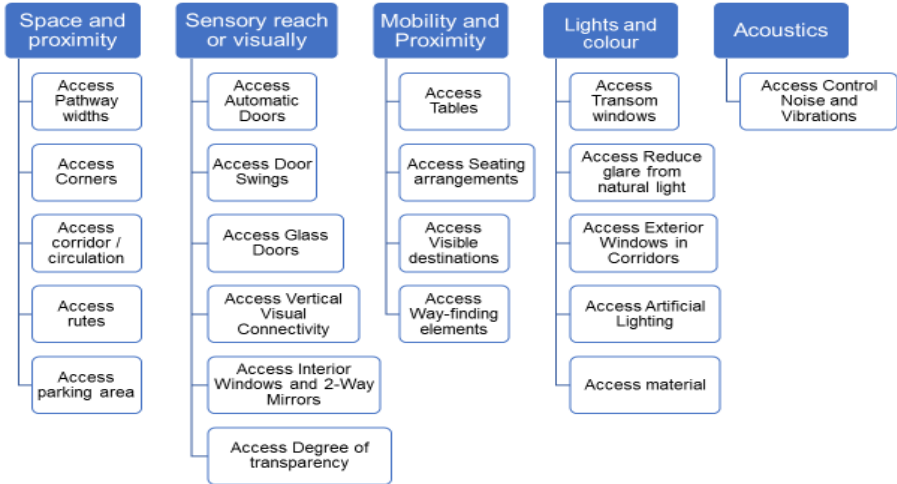 Space and
proximity
Access
Pathway
widths
Access
Corners
Access
corridor /
circulation
Access
rutes
Access
parking area
Sensory reach
or visually
Access
Automatic
Doors
Access Door
Swings
Access Glass
Doors
Access Vertical
Visual
Connectivity
Access Interior
Windows and 2-Way
Mirrors
Access Degree of
transparency
Mobility and
Proximity
Access
Tables
Access Seating
arrangements
Access
Visible
destinations
Access
Way-finding
elements
Lights and
colour
Access
Transom
windows
Access Reduce
glare from
natural light
Access Exterior
Windows in
Corridors
Access Artificial
Lighting
Access material
Acoustics
Access Control
Noise and
Vibrations